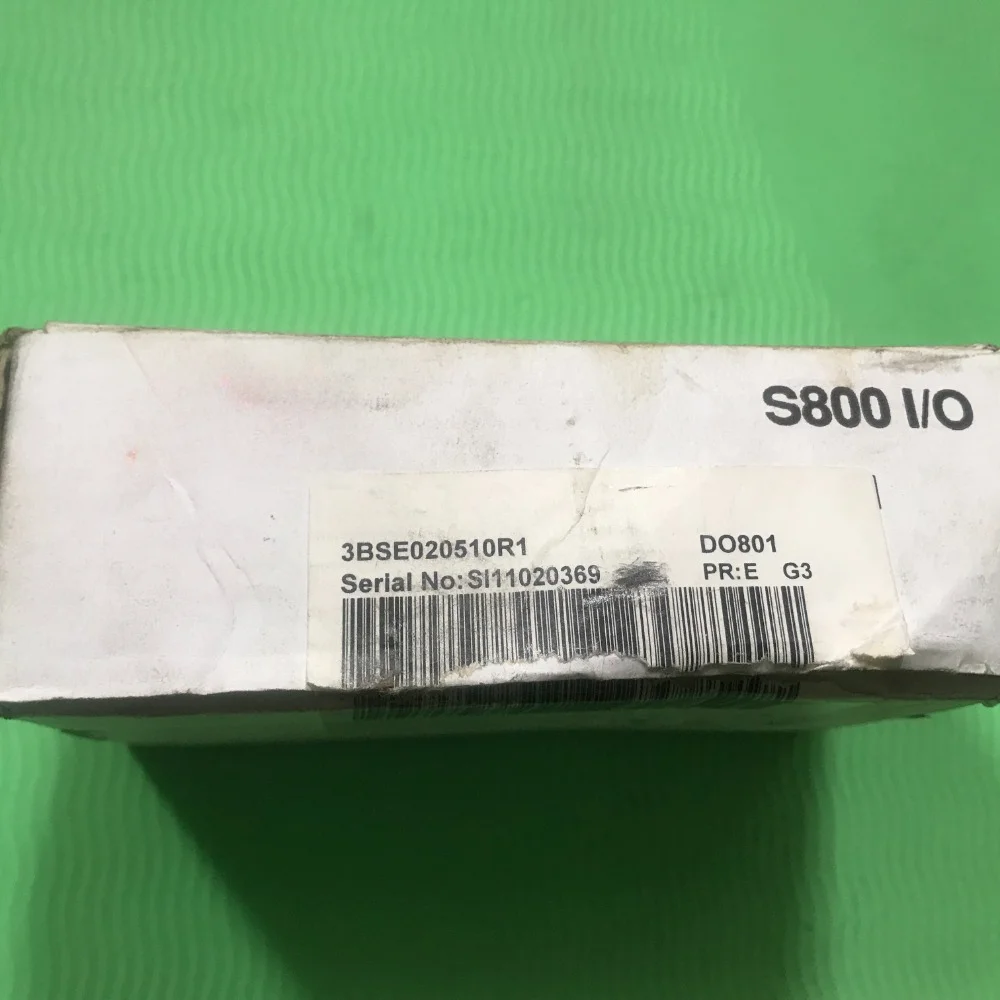 S800 I/O
3BSE020510R1 DO801
Serial No: SI11020369 PR:E G3